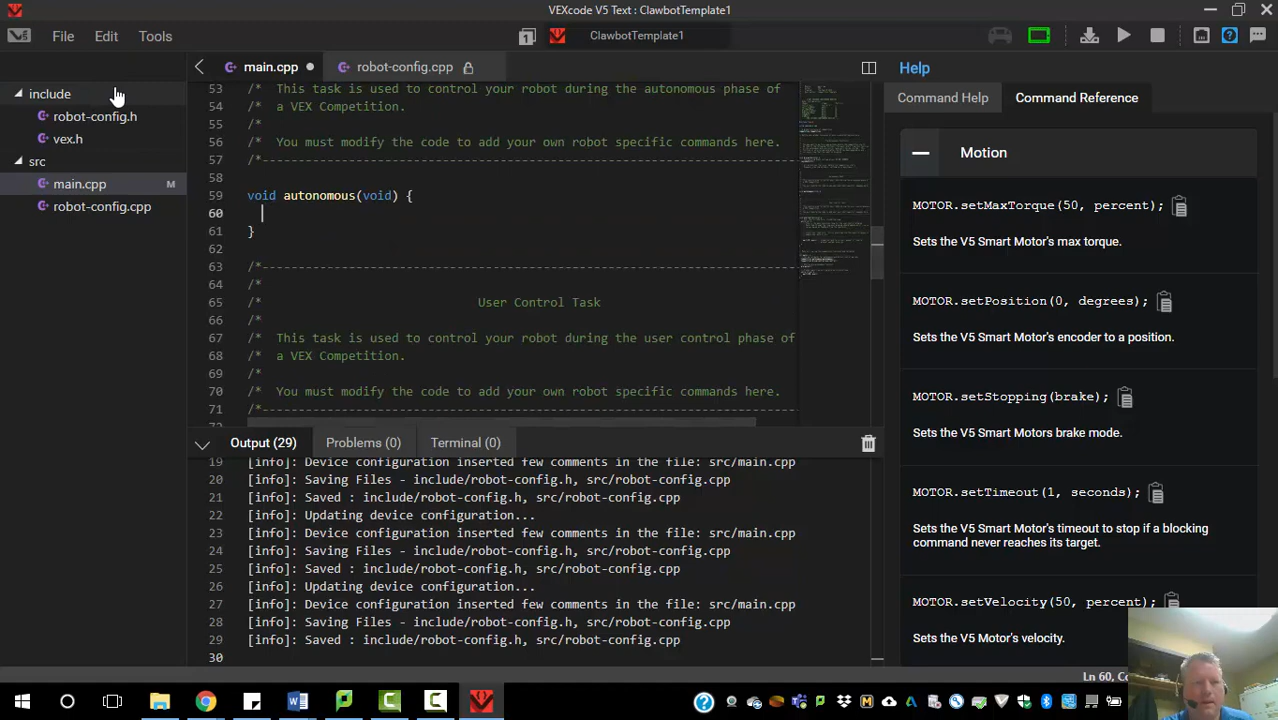 VEXcode V5 Text : ClawbotTemplate1
File Edit Tools
1
ClawbotTemplate1
include
robot-config.h
vex.h
src
main.cpp M
robot-config.cpp
main.cpp
robot-config.cpp
53 /* This task is used to control your robot during the autonomous phase of
54 /* a VEX Competition.
55 /*
56 /* You must modify the code to add your own robot specific commands here.
57 /*---------------------------------------------------------------------------
58
59 void autonomous(void) {
60
61 }
62
63 /*---------------------------------------------------------------------------
64 /*
65 /* User Control Task
66 /*
67 /* This task is used to control your robot during the user control phase of
68 /* a VEX Competition.
69 /*
70 /* You must modify the code to add your own robot specific commands here.
71 /*---------------------------------------------------------------------------
Output (29) Problems (0) Terminal (0)
19 [info]: Device configuration inserted few comments in the file: src/main.cpp
20 [info]: Saving Files - include/robot-config.h, src/robot-config.cpp
21 [info]: Saved : include/robot-config.h, src/robot-config.cpp
22 [info]: Updating device configuration...
23 [info]: Device configuration inserted few comments in the file: src/main.cpp
24 [info]: Saving Files - include/robot-config.h, src/robot-config.cpp
25 [info]: Saved : include/robot-config.h, src/robot-config.cpp
26 [info]: Updating device configuration...
27 [info]: Device configuration inserted few comments in the file: src/main.cpp
28 [info]: Saving Files - include/robot-config.h, src/robot-config.cpp
29 [info]: Saved : include/robot-config.h, src/robot-config.cpp
30
Help
Command Help Command Reference
Motion
MOTOR.setMaxTorque(50, percent);
Sets the V5 Smart Motor's max torque.
MOTOR.setPosition(0, degrees);
Sets the V5 Smart Motor's encoder to a position.
MOTOR.setStopping(brake);
Sets the V5 Smart Motors brake mode.
MOTOR.setTimeout(1, seconds);
Sets the V5 Smart Motor's timeout to stop if a blocking
command never reaches its target.
MOTOR.setVelocity(50, percent);
Sets the V5 Motor's velocity.
Ln 60,